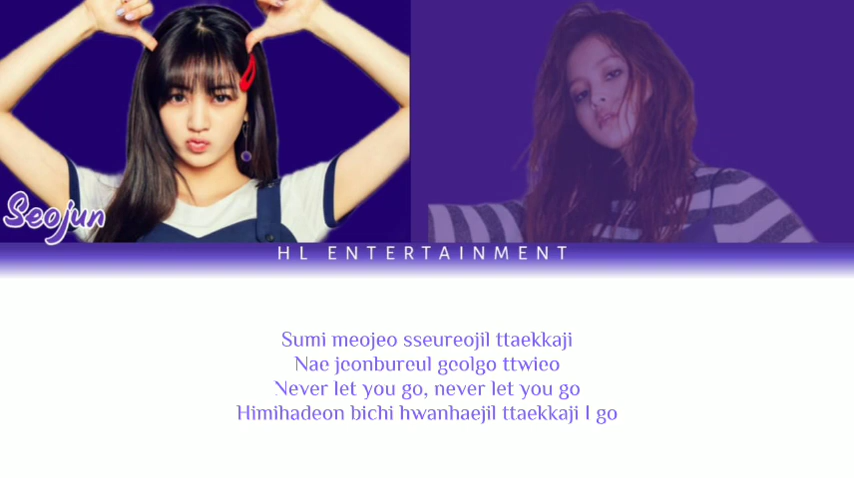 Seojun
HL ENTERTAINMENT
Sumi meojeo sseureojil ttaekkaji
Nae jeonbureul geolgo ttwieo
Never let you go, never let you go
Himihadeon bichi hwanhaejil ttaekkaji I go